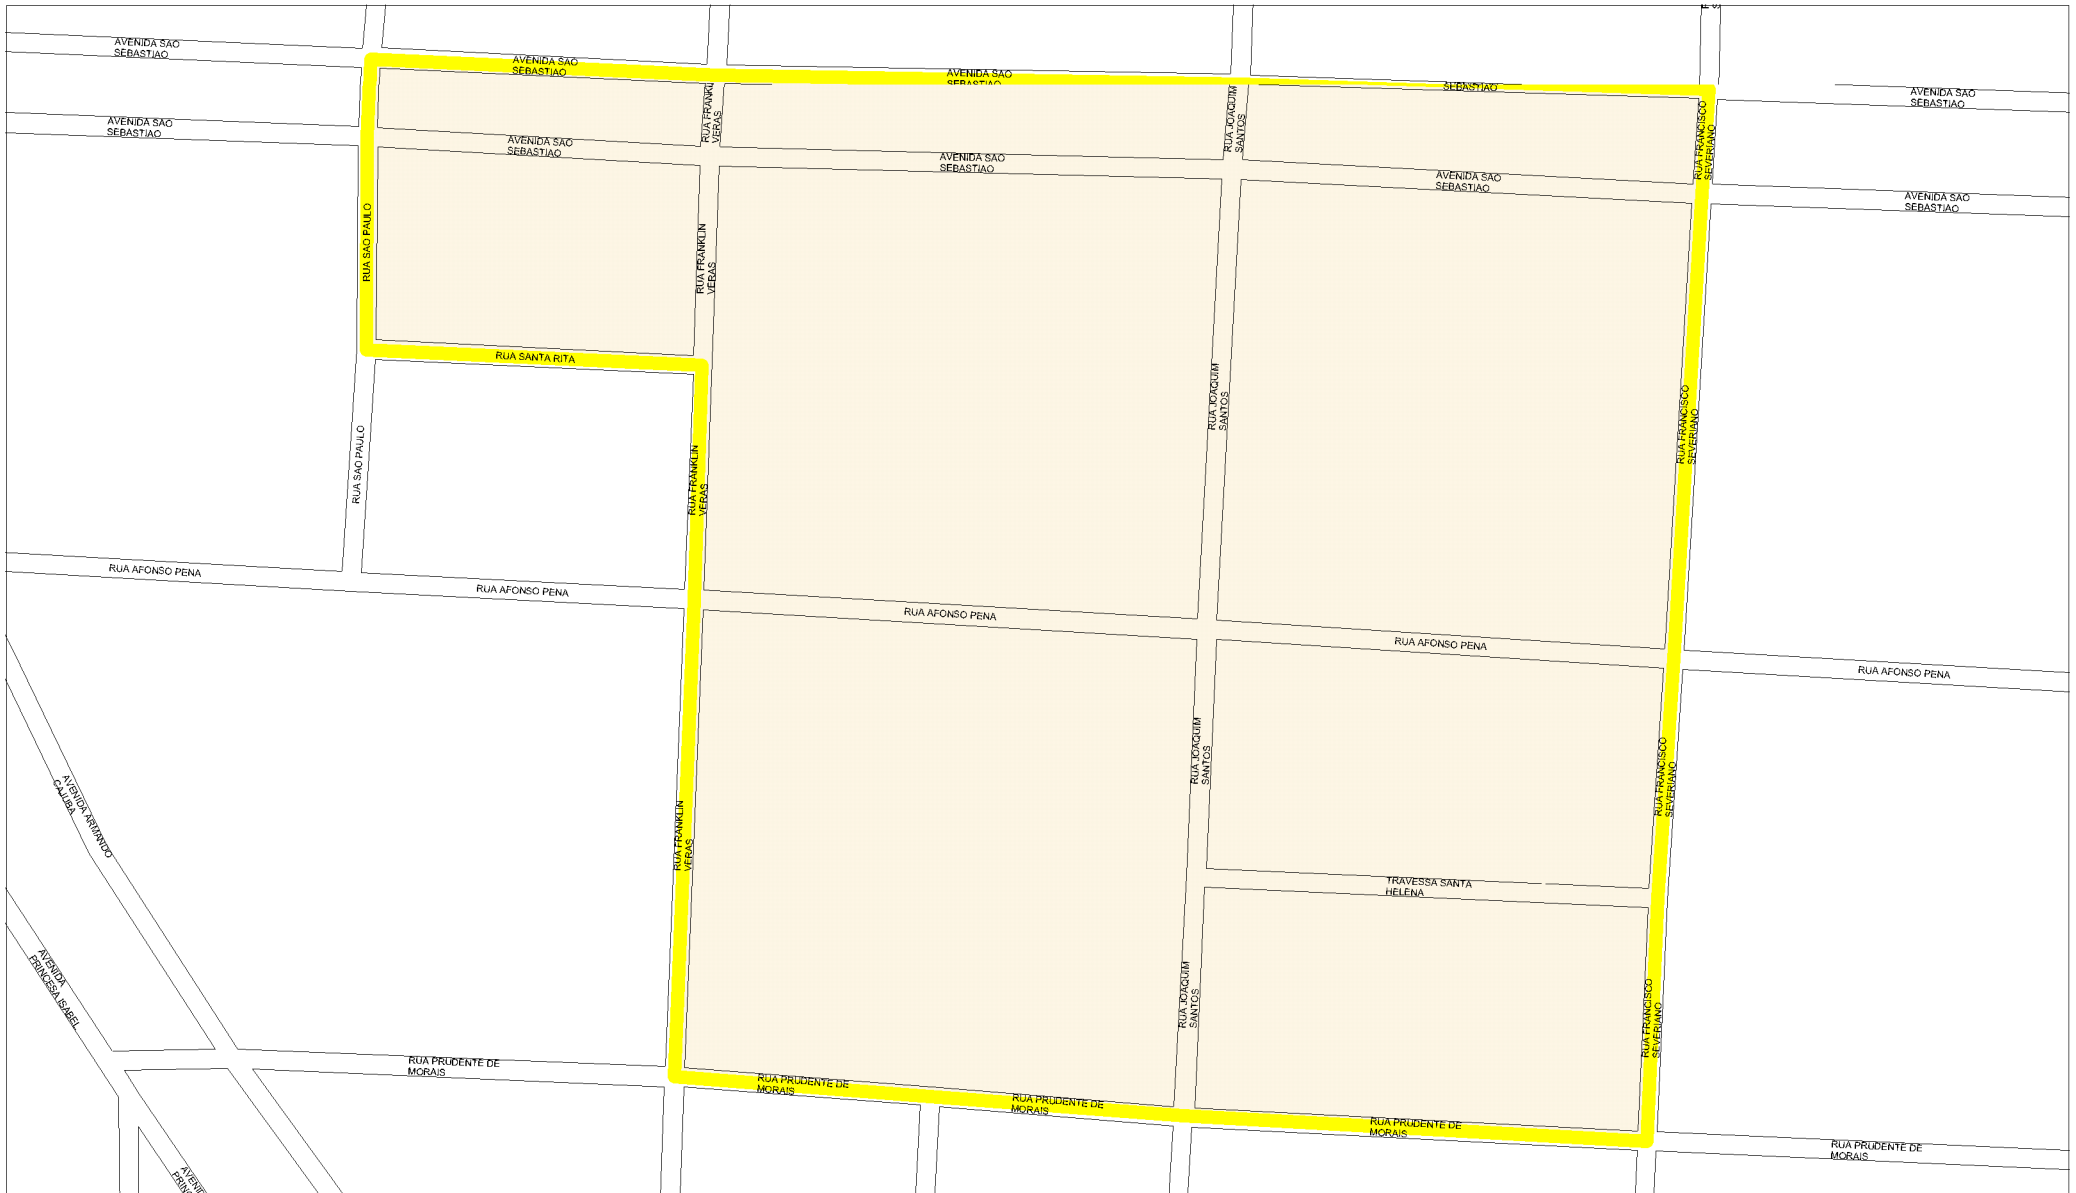 AVENIDA SAO
SEBASTIAO
AVENIDA SAO
SEBASTIAO
AVENIDA SAO
SEBASTIAO
SEBASTIAO
AVENIDA SAO
SEBASTIAO
AVENIDA SAO
SEBASTIAO
AVENIDA SAO
SEBASTIAO
AVENIDA SAO
SEBASTIAO
AVENIDA SAO
SEBASTIAO
AVENIDA SAO
SEBASTIAO
RUA FRANKLI
VERAS
RUA JOAQUIM
SANTOS
RUA FRANCISCO
SEVERIANO
RUA SAO PAULO
RUA FRANKLIN
VERAS
RUA SANTA RITA
RUA JOAQUIM
SANTOS
RUA FRANCISCO
SEVERIANO
RUA SAO PAULO
RUA FRANKLIN
VERAS
RUA AFONSO PENA
RUA AFONSO PENA
RUA AFONSO PENA
RUA AFONSO PENA
RUA AFONSO PENA
AVENIDA ARMANDO
CAJUBA
RUA FRANKLIN
VERAS
RUA JOAQUIM
SANTOS
RUA FRANCISCO
SEVERIANO
TRAVESSA SANTA
HELENA
AVENIDA
PRINCESA ISABEL
RUA JOAQUIM
SANTOS
RUA FRANCISCO
SEVERIANO
RUA PRUDENTE DE
MORAIS
RUA PRUDENTE DE
MORAIS
RUA PRUDENTE DE
MORAIS
RUA PRUDENTE DE
MORAIS
RUA PRUDENTE DE
MORAIS